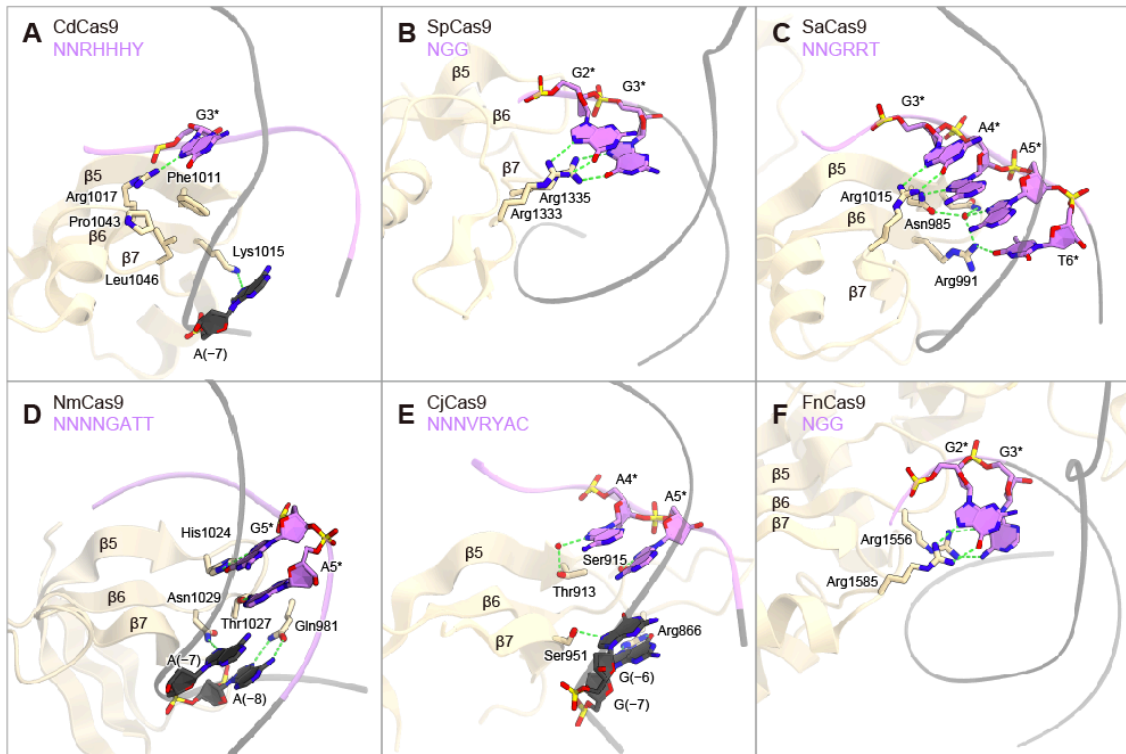 A CdCas9
NNRHHHY
G3*
β5
Phe1011
Arg1017
Pro1043
β6
β7
Lys1015
Leu1046
A(−7)
B SpCas9
NGG
β5
G2*
G3*
β6
β7
Arg1335
Arg1333
C SaCas9
NNGRRT
G3*
A4*
A5*
β5
Arg1015
β6
Asn985
Arg991
T6*
β7
D NmCas9
NNNNGATT
His1024
G5*
β5
A5*
β6
Asn1029
Thr1027
Gln981
β7
A(−7)
A(−8)
E CjCas9
NNNVRYAC
A4*
A5*
β5
Ser915
Thr913
β6
β7
Arg866
Ser951
G(−6)
G(−7)
F FnCas9
NGG
G2*
G3*
β5
β6
β7
Arg1556
Arg1585